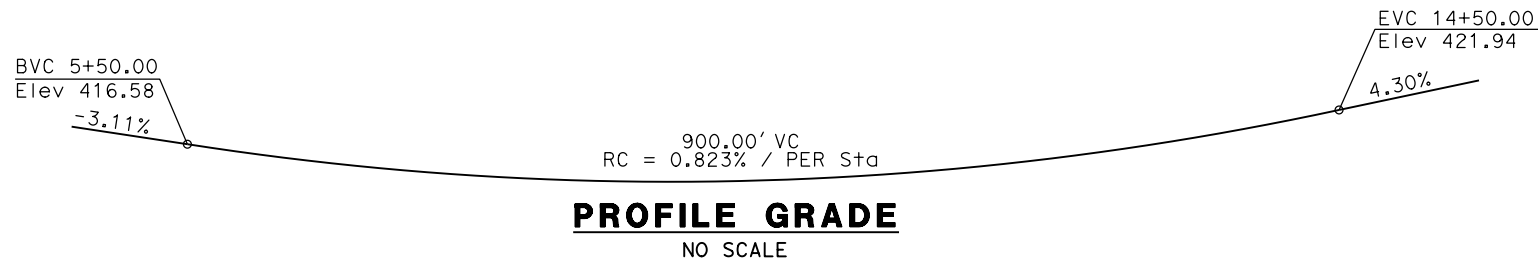 EVC 14+50.00
Elev 421.94
BVC 5+50.00
Elev 416.58
-3.11%
4.30%
900.00' VC
RC = 0.823% / PER Sta
PROFILE GRADE
NO SCALE